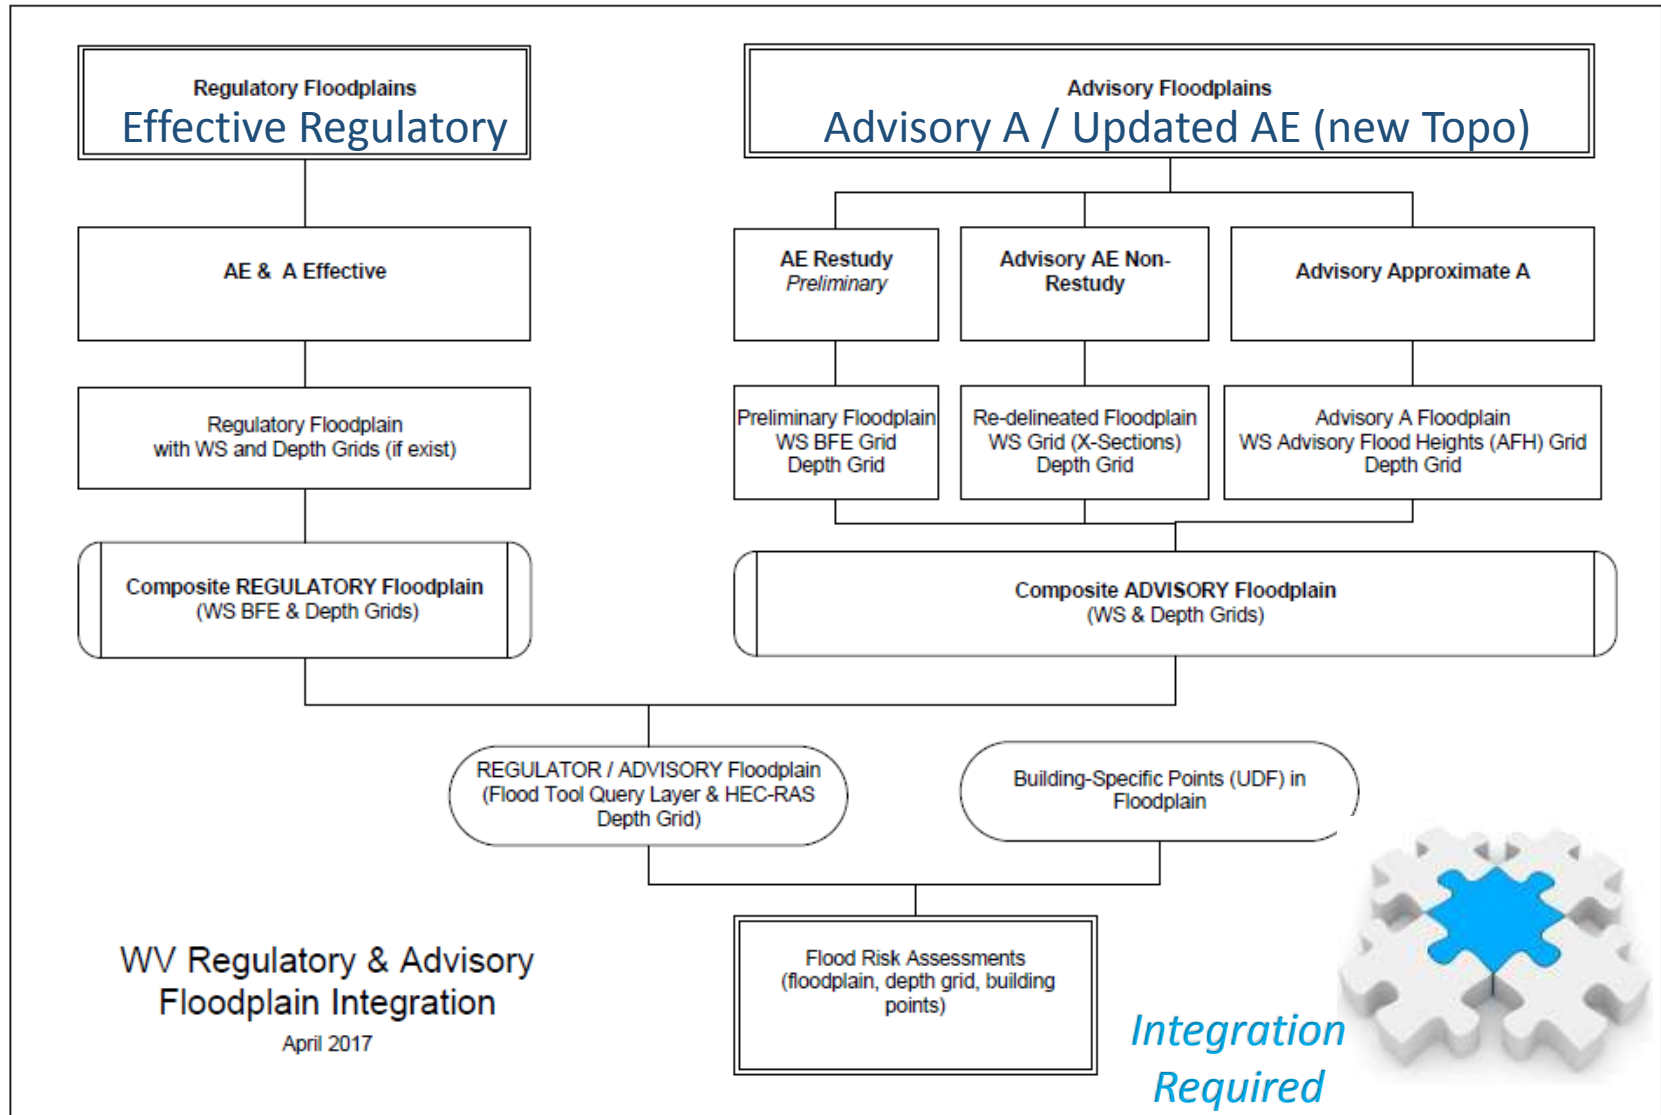 Regulatory Floodplains
Effective Regulatory
Advisory Floodplains
Advisory A / Updated AE (new Topo)
AE & A Effective
AE Restudy
Preliminary
Advisory AE Non-
Restudy
Advisory Approximate A
Regulatory Floodplain
with WS and Depth Grids (if exist)
Preliminary Floodplain
WS BFE Grid
Depth Grid
Re-delineated Floodplain
WS Grid (X-Sections)
Depth Grid
Advisory A Floodplain
WS Advisory Flood Heights (AFH) Grid
Depth Grid
Composite REGULATORY Floodplain
(WS BFE & Depth Grids)
Composite ADVISORY Floodplain
(WS & Depth Grids)
REGULATOR / ADVISORY Floodplain
(Flood Tool Query Layer & HEC-RAS
Depth Grid)
Building-Specific Points (UDF) in
Floodplain
Flood Risk Assessments
(floodplain, depth grid, building
points)
WV Regulatory & Advisory
Floodplain Integration
April 2017
Integration
Required